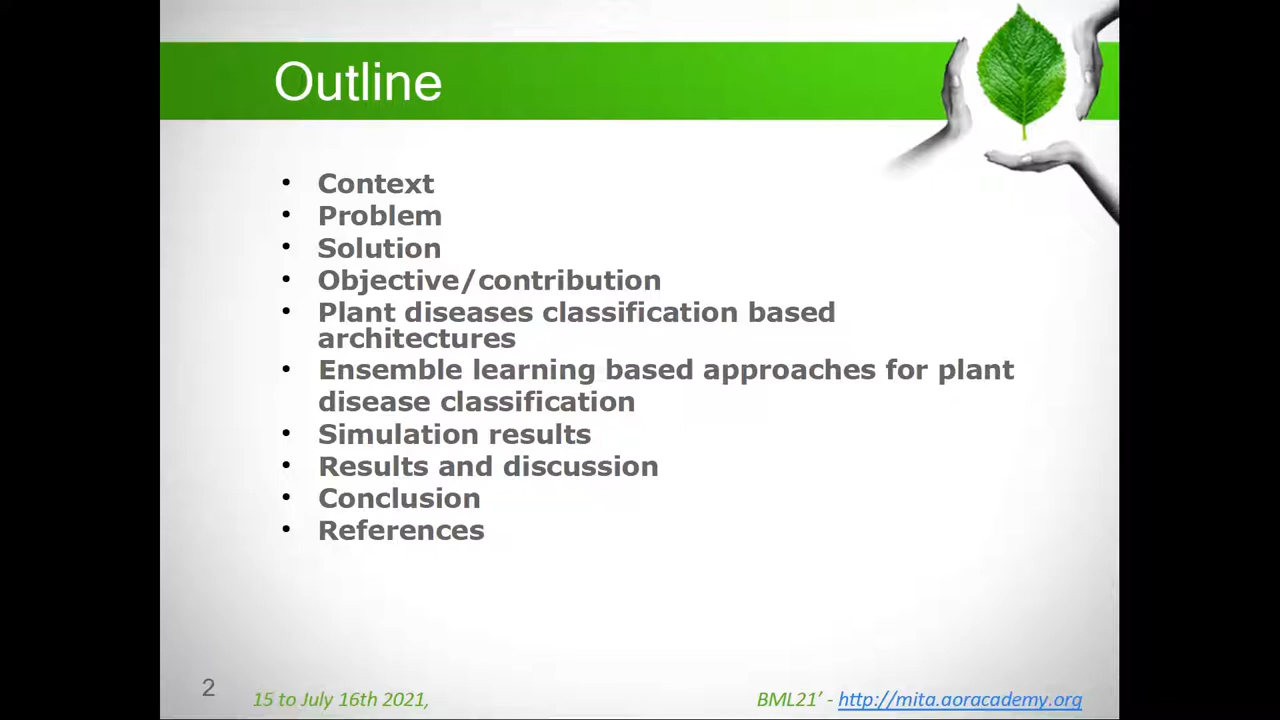 Outline
• Context
• Problem
• Solution
• Objective/contribution
• Plant diseases classification based
architectures
• Ensemble learning based approaches for plant
disease classification
• Simulation results
• Results and discussion
• Conclusion
• References
2
15 to July 16th 2021,
BML21’ - http://mita.aoracademy.org